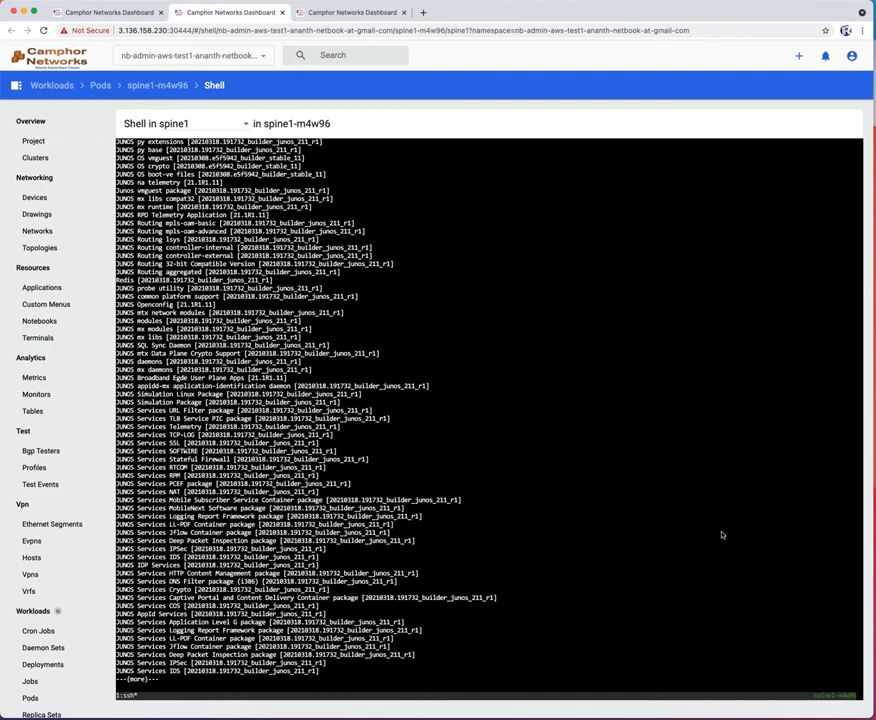 Camphor Networks Dashboard
Camphor Networks Dashboard
Camphor Networks Dashboard
Not Secure
3.136.158.230:30444/#/shell/nb-admin-aws-test1-ananth-netbook-at-gmail-com/spine1-m4w96/spine1?namespace=nb-admin-aws-test1-ananth-netbook-at-gmail-com
Camphor Networks
nb-admin-aws-test1-ananth-netbook...
Search
Workloads > Pods > spine1-m4w96 > Shell
Overview
Project
Clusters
Networking
Devices
Drawings
Networks
Topologies
Resources
Applications
Custom Menus
Notebooks
Terminals
Analytics
Metrics
Monitors
Tables
Test
Bgp Testers
Profiles
Test Events
Vpn
Ethernet Segments
Evpns
Hosts
Vpns
Vrfs
Workloads N
Cron Jobs
Daemon Sets
Deployments
Jobs
Pods
Replica Sets
Shell in spine1 in spine1-m4w96
JUNOS py extensions [20210318.191732_builder_junos_211_r1]
JUNOS py base [20210318.191732_builder_junos_211_r1]
JUNOS OS vmguest [20210308.e5f5942_builder_stable_11]
JUNOS OS crypto [20210308.e5f5942_builder_stable_11]
JUNOS OS boot-ve files [20210308.e5f5942_builder_stable_11]
JUNOS na telemetry [21.1R1.11]
Junos vmguest package [20210318.191732_builder_junos_211_r1]
JUNOS mx libs compat32 [20210318.191732_builder_junos_211_r1]
JUNOS mx runtime [20210318.191732_builder_junos_211_r1]
JUNOS RPD Telemetry Application [21.1R1.11]
JUNOS Routing mpls-oam-basic [20210318.191732_builder_junos_211_r1]
JUNOS Routing mpls-oam-advanced [20210318.191732_builder_junos_211_r1]
JUNOS Routing lsys [20210318.191732_builder_junos_211_r1]
JUNOS Routing controller-internal [20210318.191732_builder_junos_211_r1]
JUNOS Routing controller-external [20210318.191732_builder_junos_211_r1]
JUNOS Routing 32-bit Compatible Version [20210318.191732_builder_junos_211_r1]
JUNOS Routing aggregated [20210318.191732_builder_junos_211_r1]
Redis [20210318.191732_builder_junos_211_r1]
JUNOS probe utility [20210318.191732_builder_junos_211_r1]
JUNOS common platform support [20210318.191732_builder_junos_211_r1]
JUNOS Openconfig [21.1R1.11]
JUNOS mtx network modules [20210318.191732_builder_junos_211_r1]
JUNOS modules [20210318.191732_builder_junos_211_r1]
JUNOS mx modules [20210318.191732_builder_junos_211_r1]
JUNOS mx libs [20210318.191732_builder_junos_211_r1]
JUNOS SQL Sync Daemon [20210318.191732_builder_junos_211_r1]
JUNOS mtx Data Plane Crypto Support [20210318.191732_builder_junos_211_r1]
JUNOS daemons [20210318.191732_builder_junos_211_r1]
JUNOS mx daemons [20210318.191732_builder_junos_211_r1]
JUNOS Broadband Egde User Plane Apps [21.1R1.11]
JUNOS appidd-mx application-identification daemon [20210318.191732_builder_junos_211_r1]
JUNOS Simulation Linux Package [20210318.191732_builder_junos_211_r1]
JUNOS Simulation Package [20210318.191732_builder_junos_211_r1]
JUNOS Services URL Filter package [20210318.191732_builder_junos_211_r1]
JUNOS Services TLB Service PIC package [20210318.191732_builder_junos_211_r1]
JUNOS Services Telemetry [20210318.191732_builder_junos_211_r1]
JUNOS Services TCP-LOG [20210318.191732_builder_junos_211_r1]
JUNOS Services SSL [20210318.191732_builder_junos_211_r1]
JUNOS Services SOFTWIRE [20210318.191732_builder_junos_211_r1]
JUNOS Services Stateful Firewall [20210318.191732_builder_junos_211_r1]
JUNOS Services RTCOM [20210318.191732_builder_junos_211_r1]
JUNOS Services RPM [20210318.191732_builder_junos_211_r1]
JUNOS Services PCEF package [20210318.191732_builder_junos_211_r1]
JUNOS Services NAT [20210318.191732_builder_junos_211_r1]
JUNOS Services Mobile Subscriber Service Container package [20210318.191732_builder_junos_211_r1]
JUNOS Services MobileNext Software package [20210318.191732_builder_junos_211_r1]
JUNOS Services Logging Report Framework package [20210318.191732_builder_junos_211_r1]
JUNOS Services LL-PDF Container package [20210318.191732_builder_junos_211_r1]
JUNOS Services Jflow Container package [20210318.191732_builder_junos_211_r1]
JUNOS Services Deep Packet Inspection package [20210318.191732_builder_junos_211_r1]
JUNOS Services IPSec [20210318.191732_builder_junos_211_r1]
JUNOS Services IDS [20210318.191732_builder_junos_211_r1]
JUNOS IDP Services [20210318.191732_builder_junos_211_r1]
JUNOS Services HTTP Content Management package [20210318.191732_builder_junos_211_r1]
JUNOS Services DNS Filter package (i386) [20210318.191732_builder_junos_211_r1]
JUNOS Services Crypto [20210318.191732_builder_junos_211_r1]
JUNOS Services Captive Portal and Content Delivery Container package [20210318.191732_builder_junos_211_r1]
JUNOS Services COS [20210318.191732_builder_junos_211_r1]
JUNOS AppId Services [20210318.191732_builder_junos_211_r1]
JUNOS Services Application Level G package [20210318.191732_builder_junos_211_r1]
JUNOS Services Logging Report Framework package [20210318.191732_builder_junos_211_r1]
JUNOS Services LL-PDF Container package [20210318.191732_builder_junos_211_r1]
JUNOS Services Jflow Container package [20210318.191732_builder_junos_211_r1]
JUNOS Services Deep Packet Inspection package [20210318.191732_builder_junos_211_r1]
JUNOS Services IPSec [20210318.191732_builder_junos_211_r1]
JUNOS Services IDS [20210318.191732_builder_junos_211_r1]
---(more)---
1:ssh*
spine1-m4w96